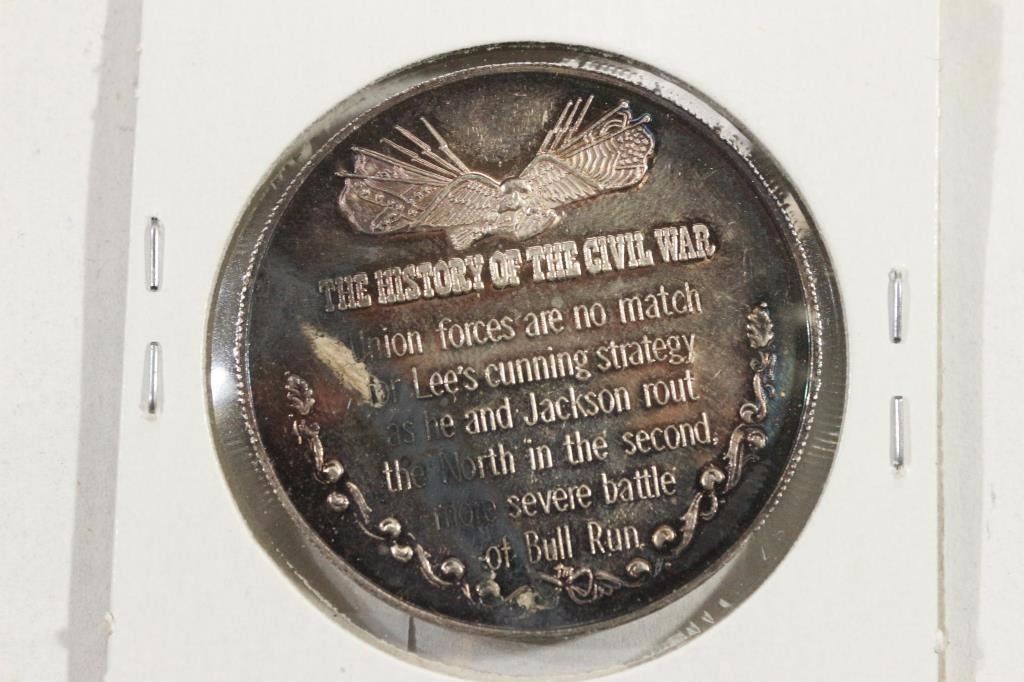 THE HISTORY OF THE CIVIL WAR
Union forces are no match
for Lee's cunning strategy
as he and Jackson rout
the North in the second,
more severe battle
of Bull Run.